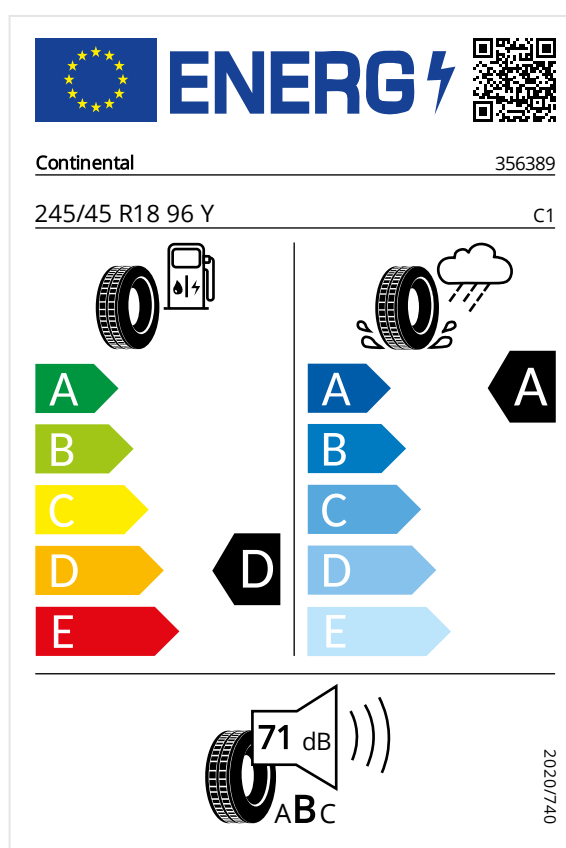 ENERG
Continental 356389
245/45 R18 96 Y C1
A A A
B B
C C
D D D
E E
71 dB
ABC
2020/740